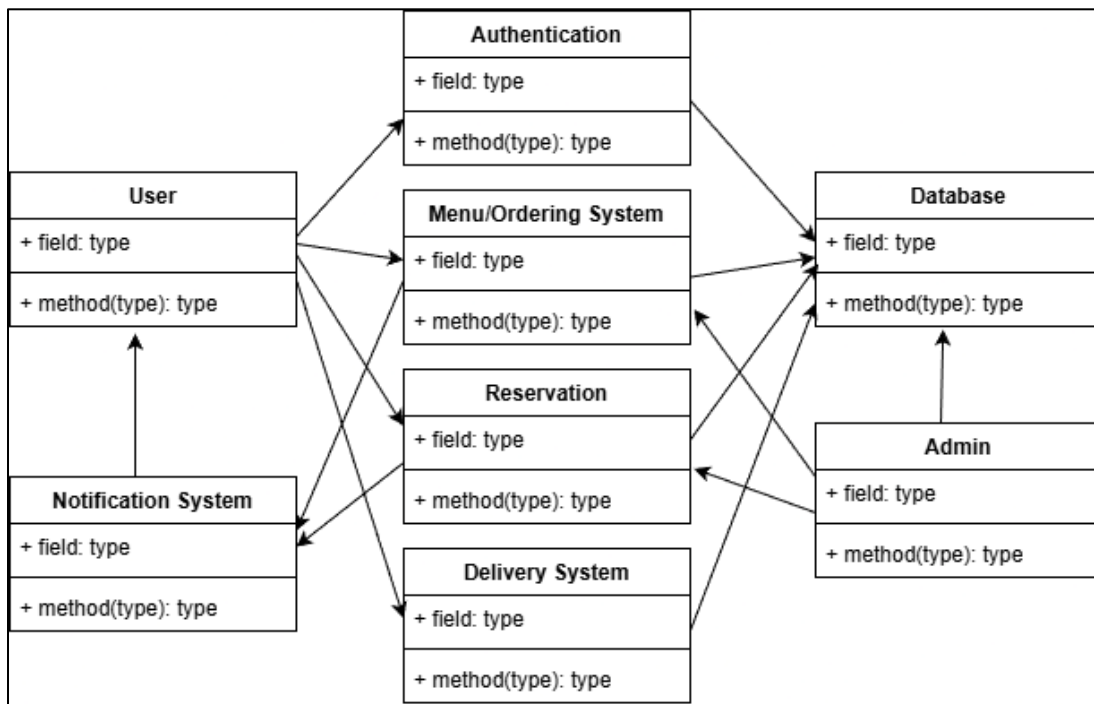 Authentication
+ field: type
+ method(type): type
User
+ field: type
+ method(type): type
Menu/Ordering System
+ field: type
+ method(type): type
Database
+ field: type
+ method(type): type
Reservation
+ field: type
+ method(type): type
Admin
+ field: type
+ method(type): type
Notification System
+ field: type
+ method(type): type
Delivery System
+ field: type
+ method(type): type